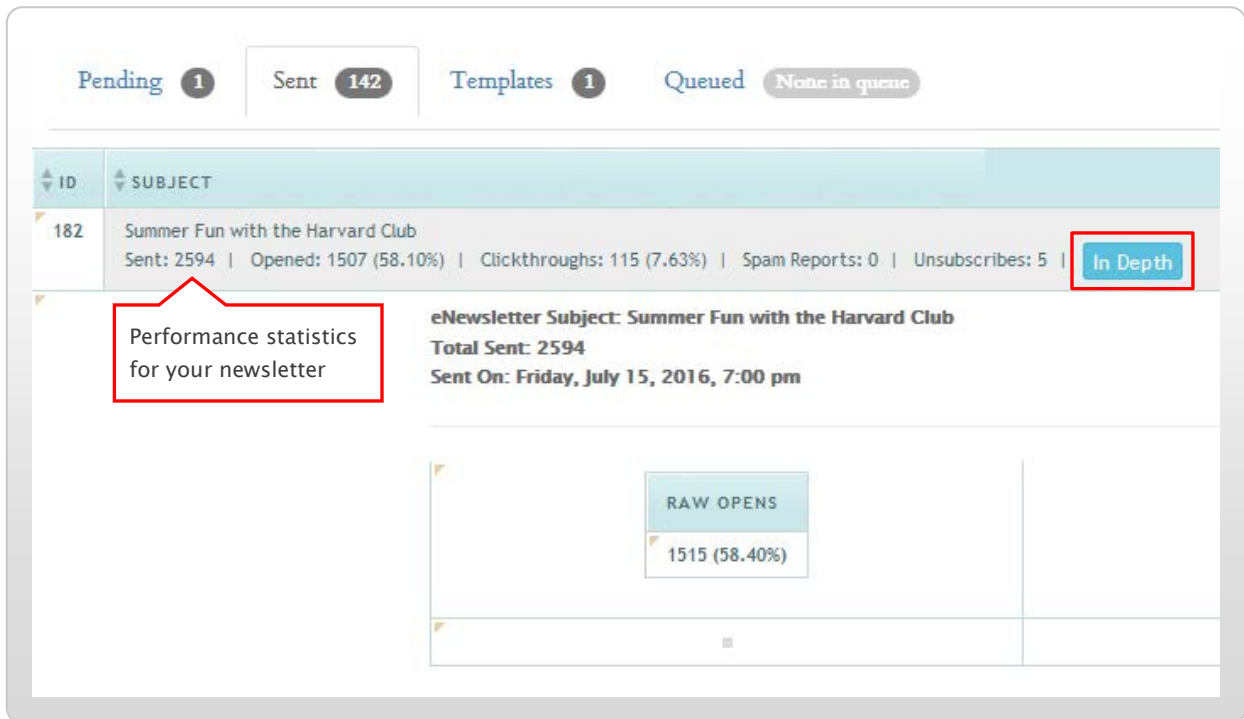 Pending 1 Sent 142 Templates 1 Queued None in queue
ID SUBJECT
182 Summer Fun with the Harvard Club
Sent: 2594 | Opened: 1507 (58.10%) | Clickthroughs: 115 (7.63%) | Spam Reports: 0 | Unsubscribes: 5 | In Depth
Performance statistics
for your newsletter
eNewsletter Subject: Summer Fun with the Harvard Club
Total Sent: 2594
Sent On: Friday, July 15, 2016, 7:00 pm
RAW OPENS
1515 (58.40%)